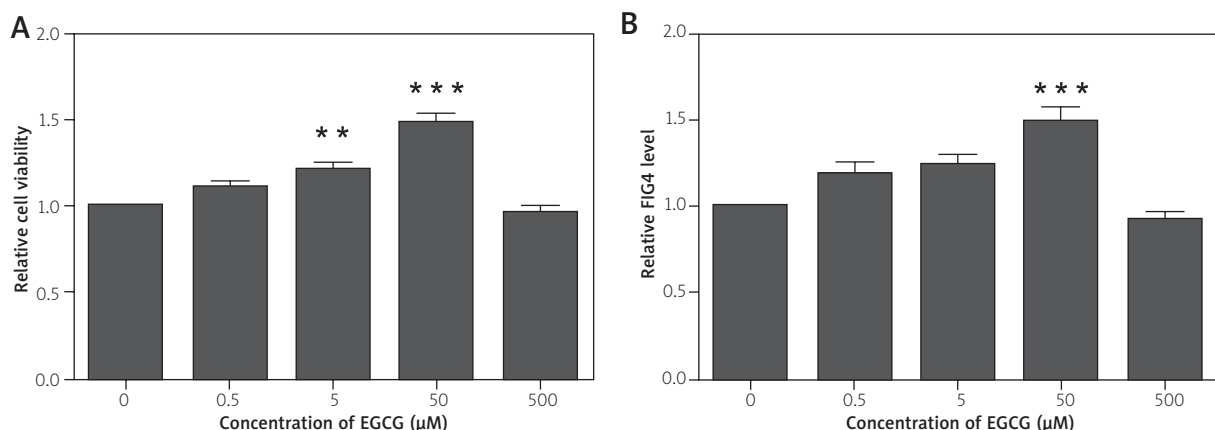 A
Relative cell viability
2.0
1.5
1.0
0.5
0.0
**
***
0 0.5 5 50 500
Concentration of EGCG (µM)
B
Relative FIG4 level
2.0
1.5
1.0
0.5
0.0
***
0 0.5 5 50 500
Concentration of EGCG (µM)